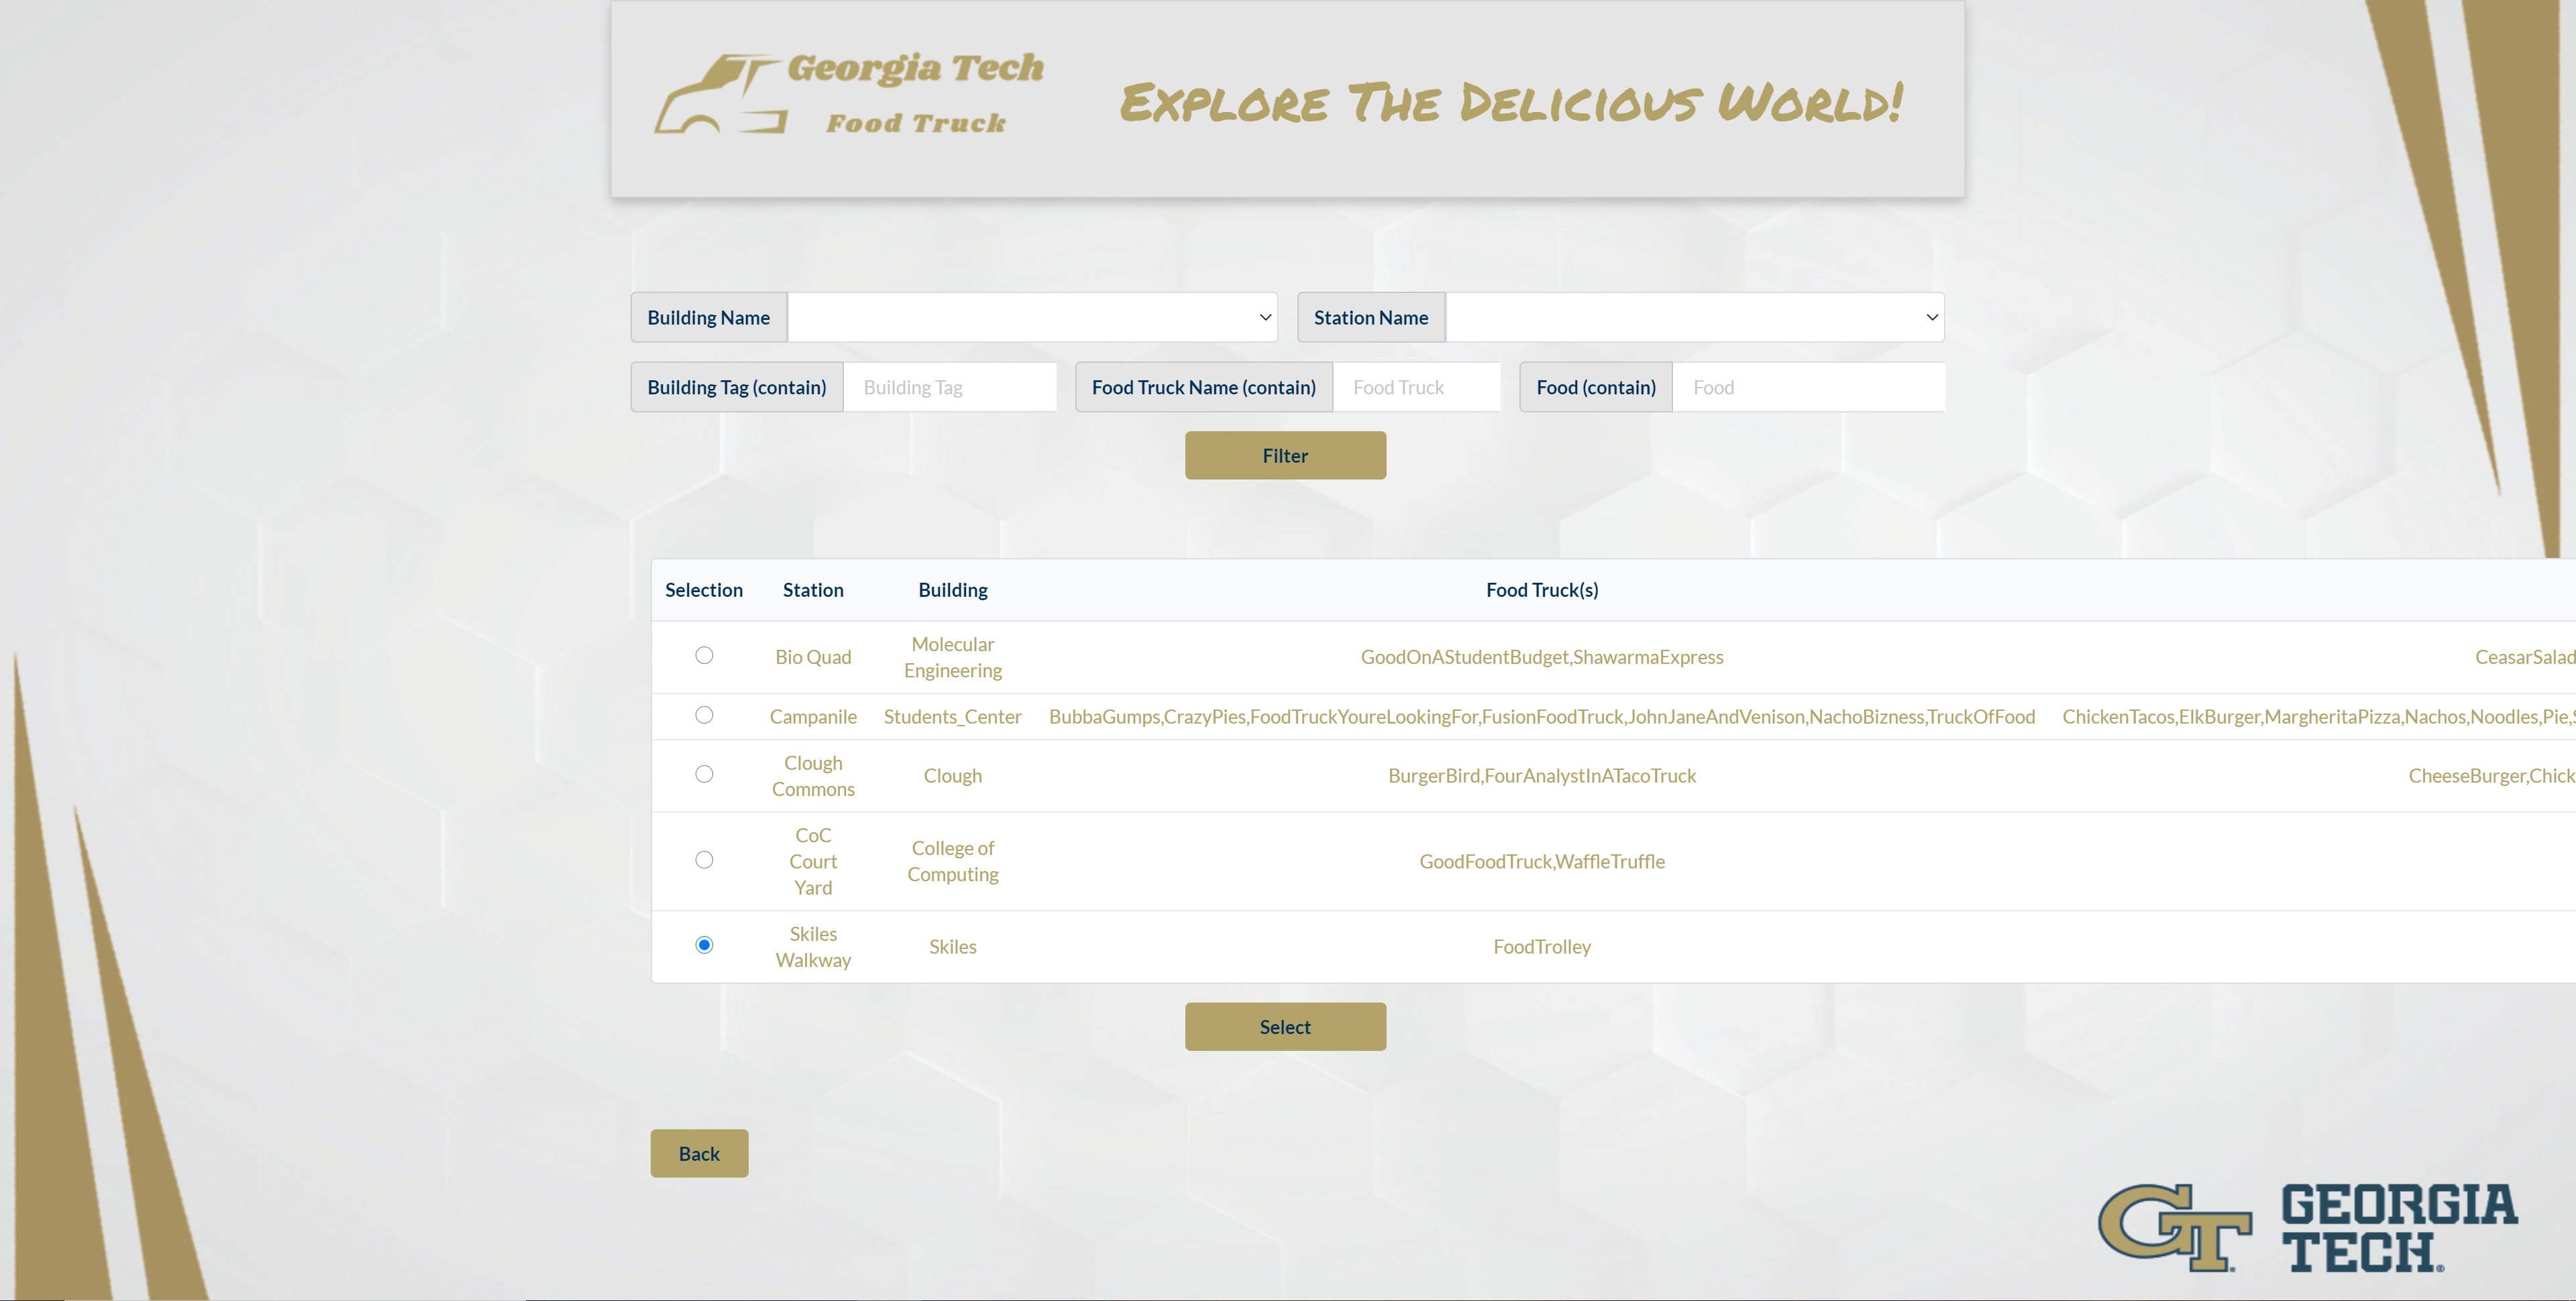 Georgia Tech
Food Truck
Explore The Delicious World!
Building Name
Station Name
Building Tag (contain) Building Tag
Food Truck Name (contain) Food Truck
Food (contain) Food
Filter
Selection Station Building Food Truck(s)
Bio Quad Molecular Engineering GoodOnAStudentBudget,ShawarmaExpress CeasarSalad
Campanile Students_Center BubbaGumps,CrazyPies,FoodTruckYoureLookingFor,FusionFoodTruck,JohnJaneAndVenison,NachoBizness,TruckOfFood ChickenTacos,ElkBurger,MargheritaPizza,Nachos,Noodles,Pie,
Clough Commons Clough BurgerBird,FourAnalystInATacoTruck CheeseBurger,Chick
CoC Court Yard College of Computing GoodFoodTruck,WaffleTruffle
Skiles Walkway Skiles FoodTrolley
Select
Back
GT
GEORGIA
TECH